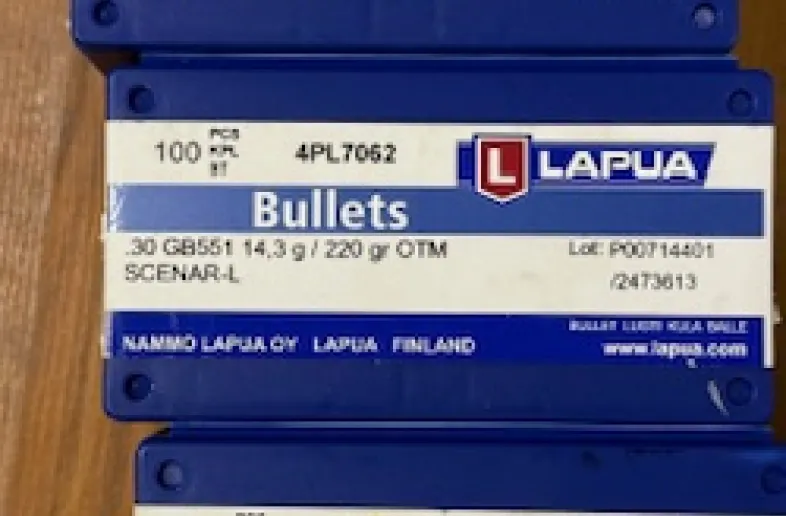 100 PCS KPL ST 4PL7062
L LAPUA
Bullets
.30 GB551 14,3 g / 220 gr OTM
SCENAR-L
Lot: P00714401
/2473613
BULLET LUOTI KULA BALLE
NAMMO LAPUA OY LAPUA FINLAND
www.lapua.com